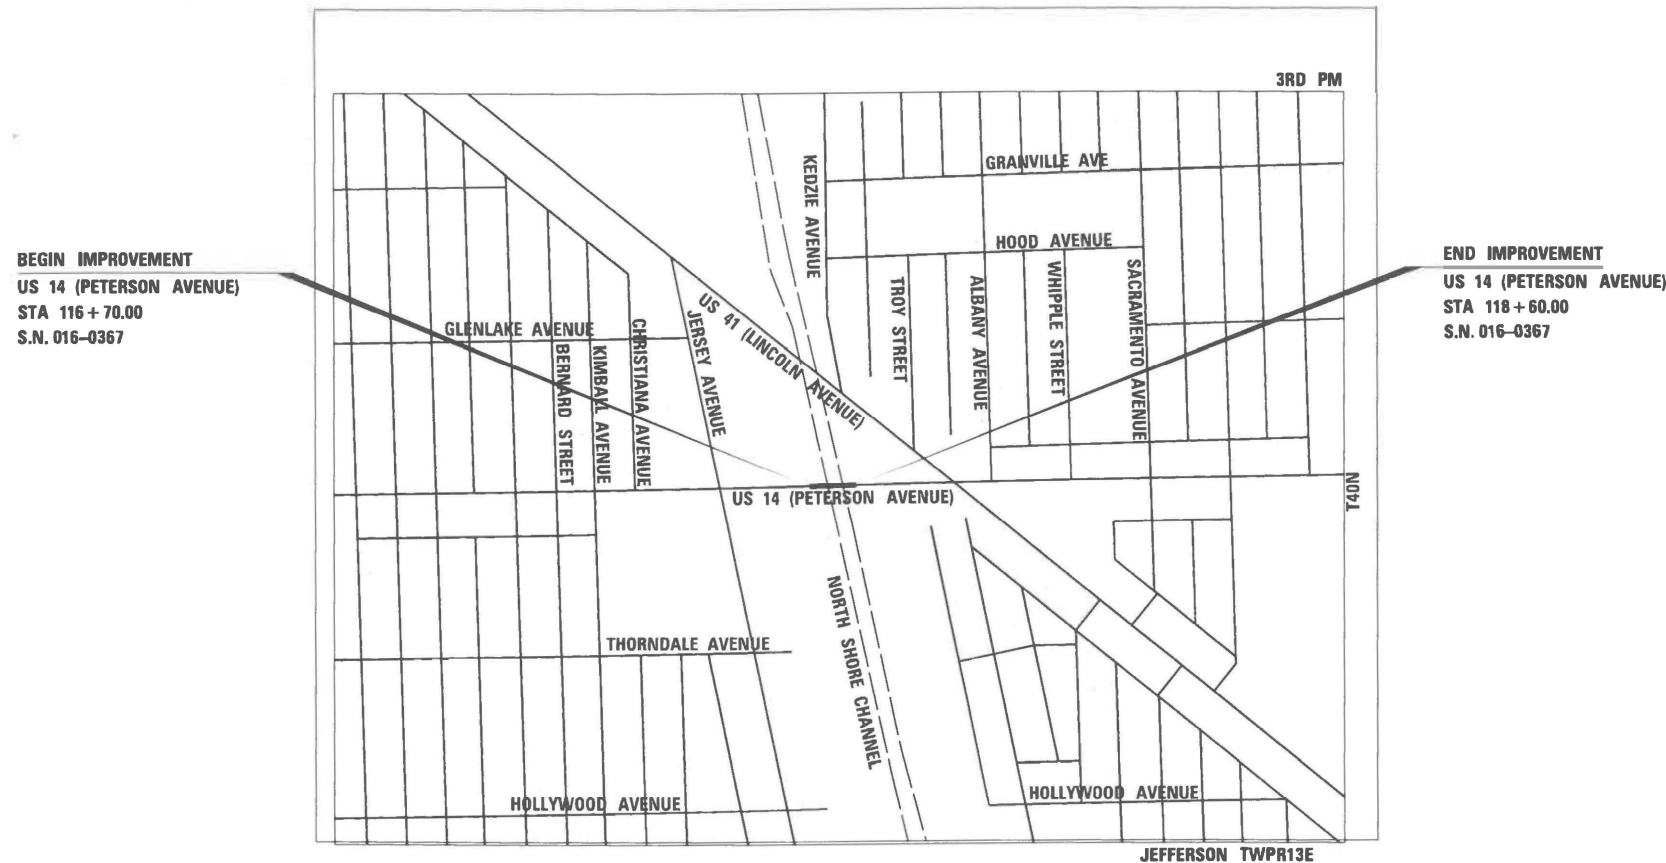 3RD PM
GRANVILLE AVE
KEDZIE AVENUE
HOOD AVENUE
BEGIN IMPROVEMENT
US 14 (PETERSON AVENUE)
STA 116 + 70.00
S.N. 016-0367
END IMPROVEMENT
US 14 (PETERSON AVENUE)
STA 118 + 60.00
S.N. 016-0367
GLENLAKE AVENUE
BERNARD STREET
KIMBALL AVENUE
CHRISTIANA AVENUE
JERSEY AVENUE
US 41 (LINCOLN AVENUE)
TROY STREET
ALBANY AVENUE
WHIPPLE STREET
SACRAMENTO AVENUE
US 14 (PETERSON AVENUE)
T40N
NORTH SHORE CHANNEL
THORNDALE AVENUE
HOLLYWOOD AVENUE
HOLLYWOOD AVENUE
JEFFERSON TWPR13E